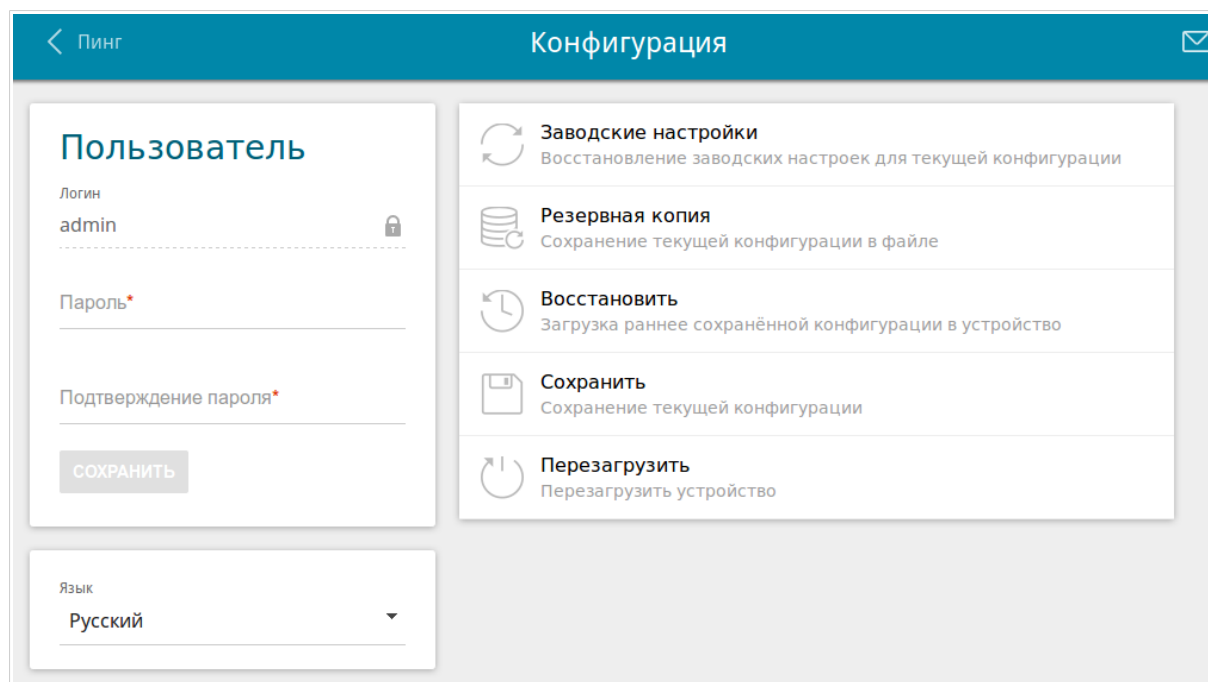 Пинг
Конфигурация
Пользователь
Логин
admin
Пароль*
Подтверждение пароля*
СОХРАНИТЬ
Язык
Русский
Заводские настройки
Восстановление заводских настроек для текущей конфигурации
Резервная копия
Сохранение текущей конфигурации в файле
Восстановить
Загрузка раннее сохранённой конфигурации в устройство
Сохранить
Сохранение текущей конфигурации
Перезагрузить
Перезагрузить устройство